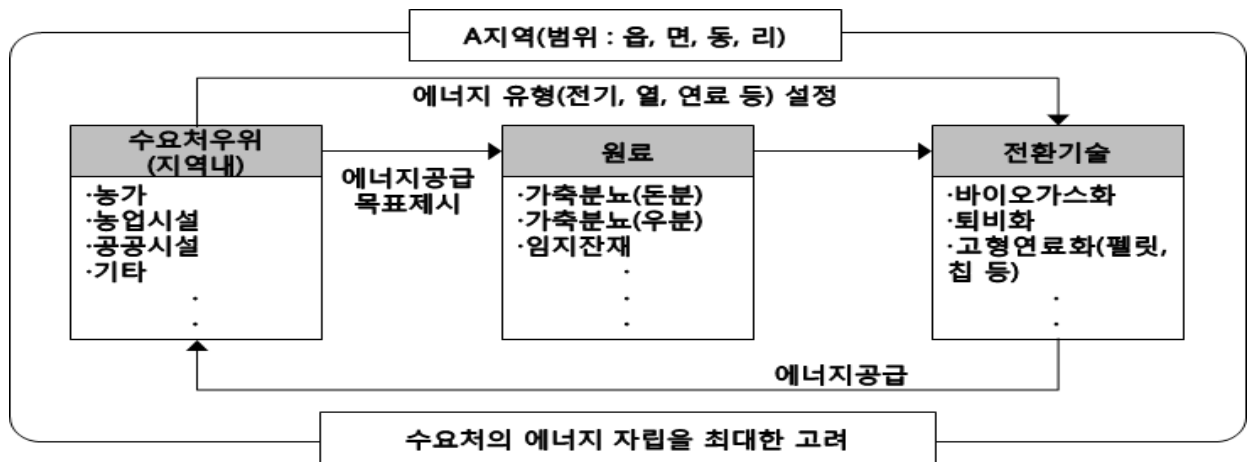 A지역(범위 : 읍, 면, 동, 리)
에너지 유형(전기, 열, 연료 등) 설정
수요처우위
(지역내)
·농가
·농업시설
·공공시설
·기타
·
·
에너지공급
목표제시
원료
·가축분뇨(돈분)
·가축분뇨(우분)
·임지잔재
·
·
·
전환기술
·바이오가스화
·퇴비화
·고형연료화(펠릿,
칩 등)
·
·
에너지공급
수요처의 에너지 자립을 최대한 고려